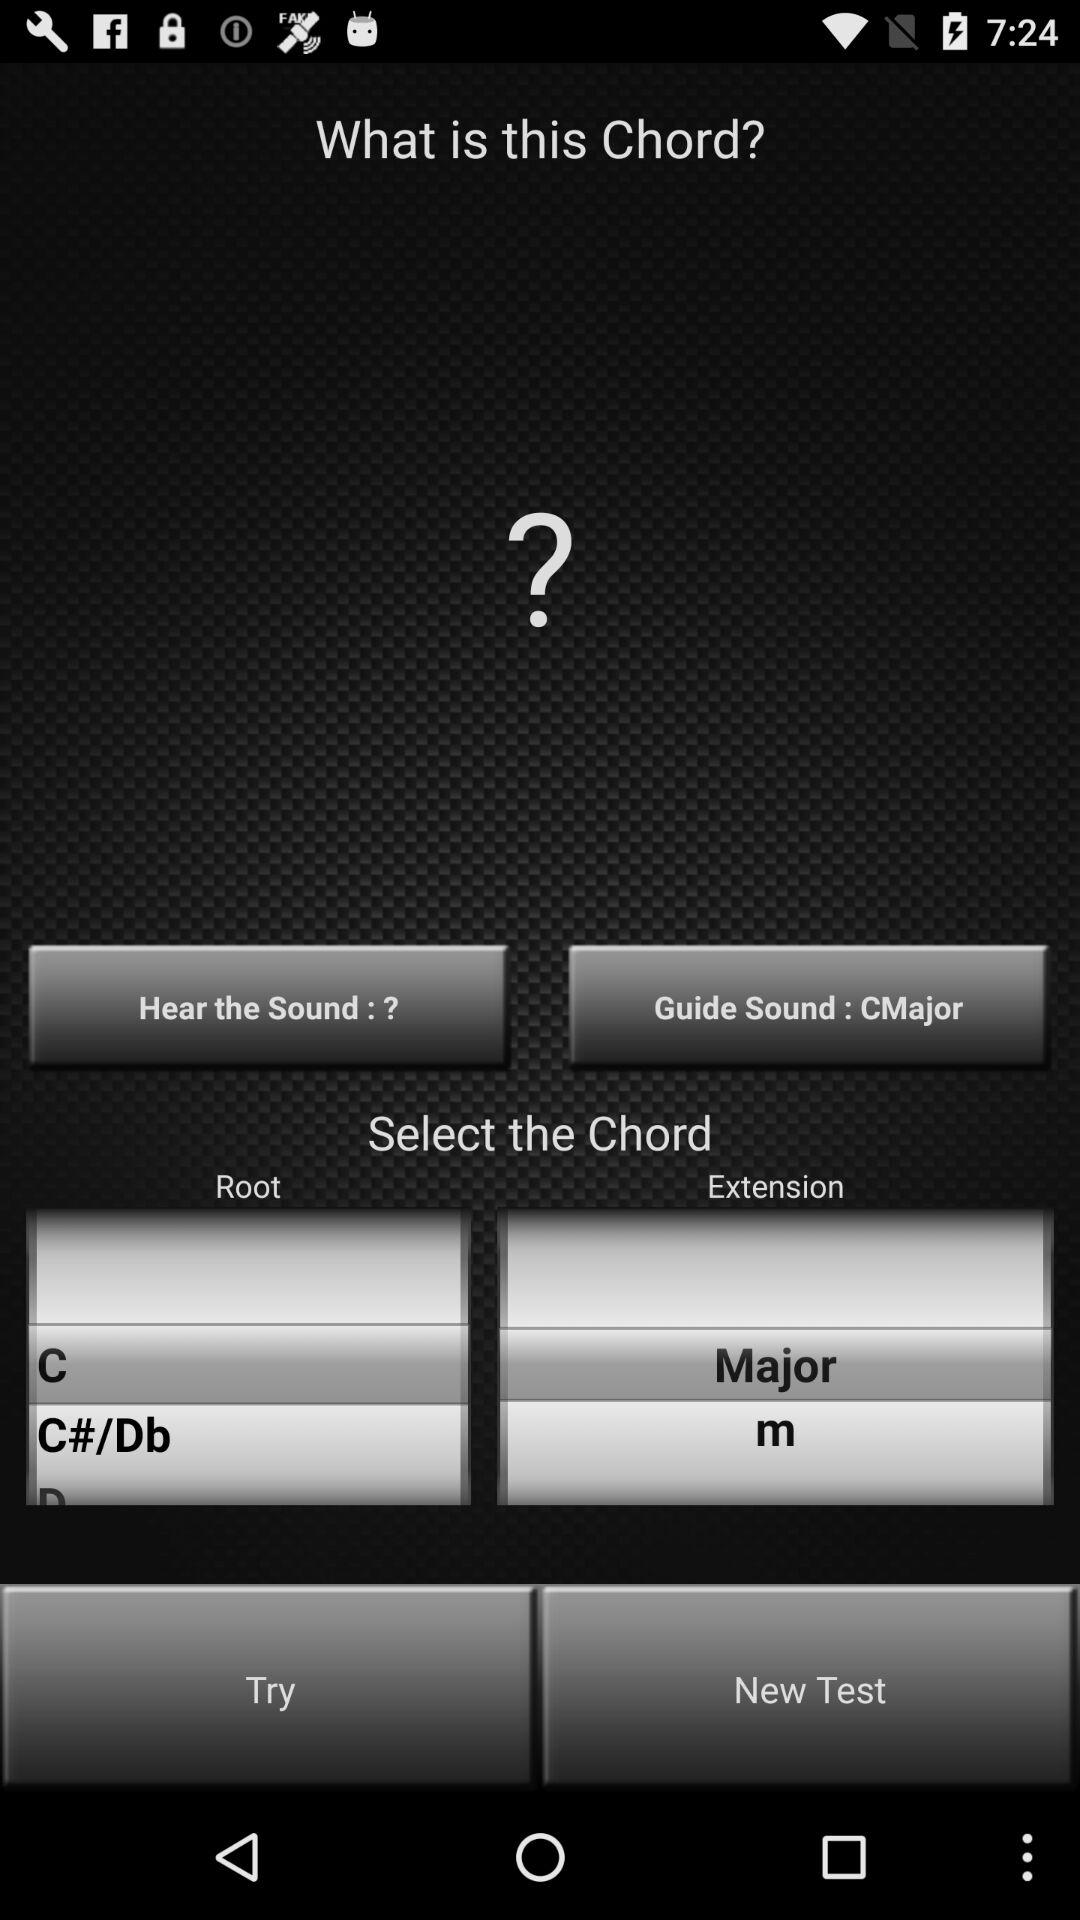 FAKE
7:24
What is this Chord?
?
Hear the Sound : ?
Guide Sound : CMajor
Select the Chord
Root
Extension
C
Major
C#/Db
m
D
Try
New Test